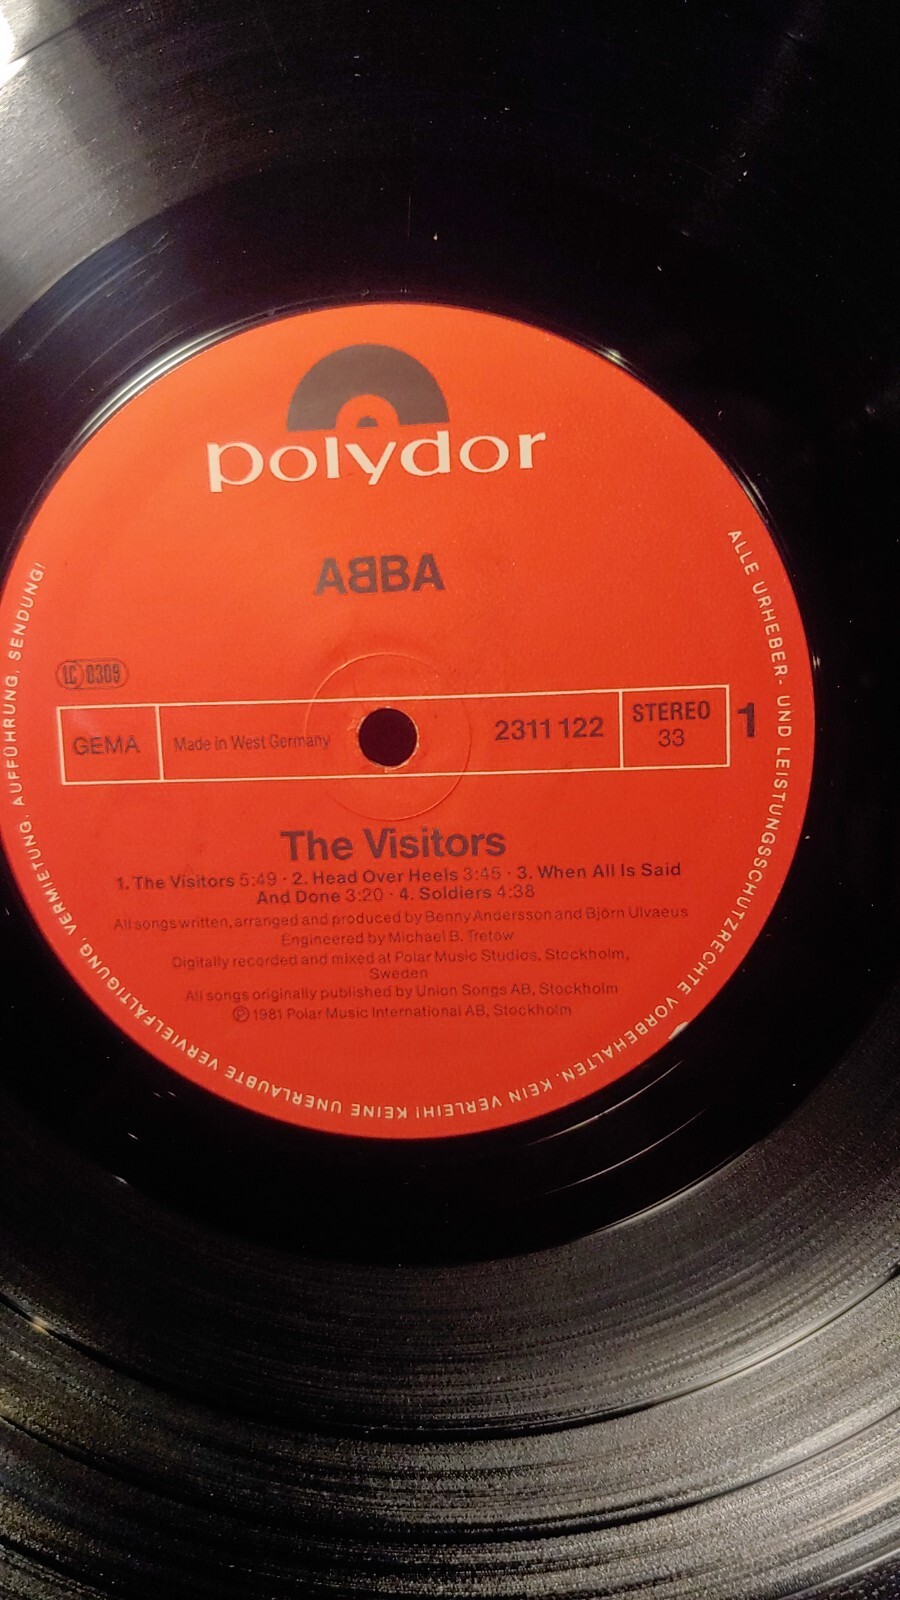 polydor
ABBA
LC 0309
GEMA
Made in West Germany
2311 122
STEREO
33
1
The Visitors
1. The Visitors 5:49 · 2. Head Over Heels 3:45 · 3. When All Is Said
And Done 3:20 · 4. Soldiers 4:38
All songs written, arranged and produced by Benny Andersson and Björn Ulvaeus
Engineered by Michael B. Tretow
Digitally recorded and mixed at Polar Music Studios, Stockholm,
Sweden
All songs originally published by Union Songs AB, Stockholm
Ⓟ 1981 Polar Music International AB, Stockholm
ALLE URHEBER- UND LEISTUNGSSCHUTZRECHTE VORBEHALTEN. KEIN VERLEIH! KEINE UNERLAUBTE VERVIELFÄLTIGUNG, VERMIETUNG, AUFFÜHRUNG, SENDUNG!